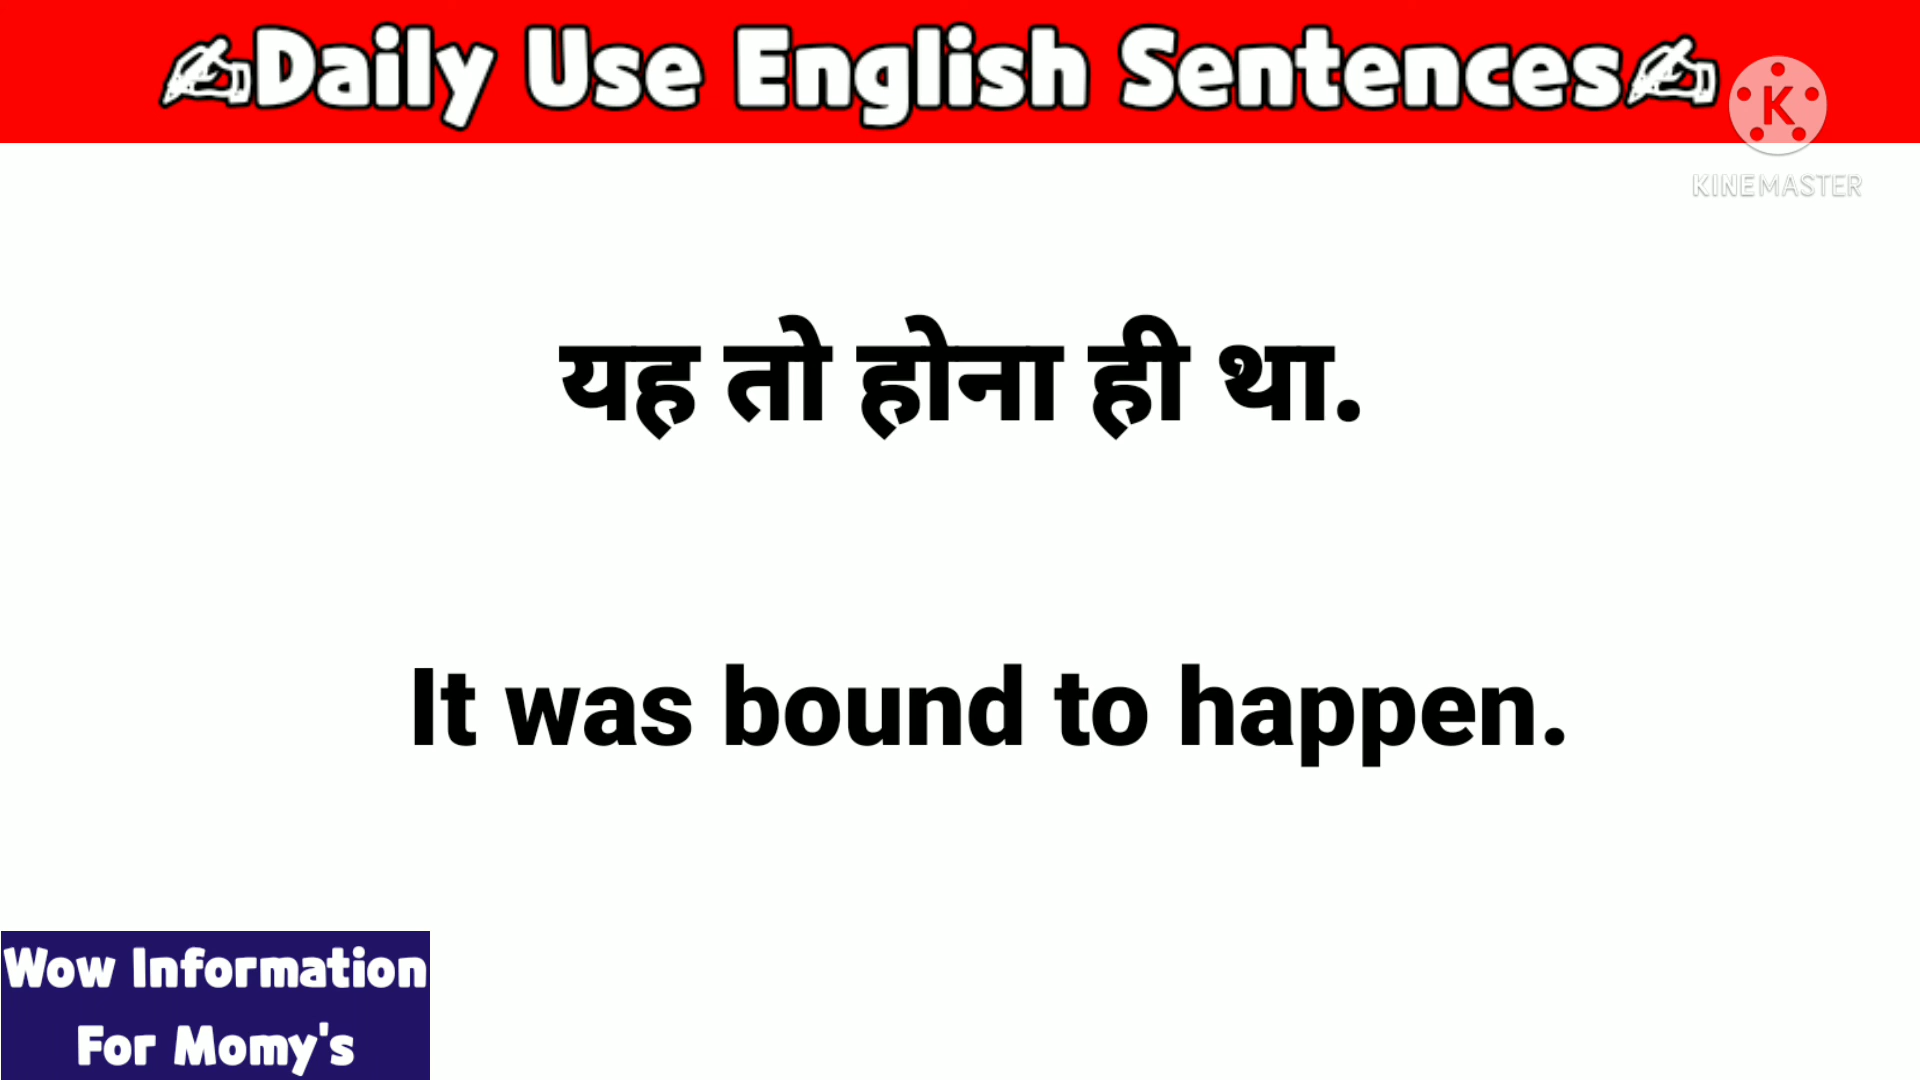 ✍Daily Use English Sentences✍
K
KINEMASTER
यह तो होना ही था.
It was bound to happen.
Wow Information
For Momy's